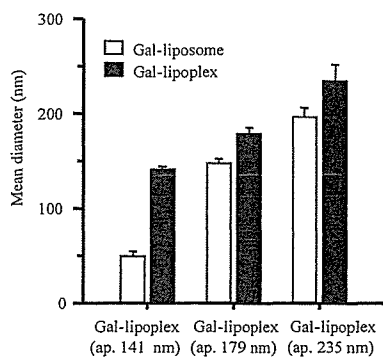 300
Gal-liposome
Gal-lipoplex
200
100
0
Mean diameter (nm)
Gal-lipoplex Gal-lipoplex Gal-lipoplex
(ap. 141 nm) (ap. 179 nm) (ap. 235 nm)